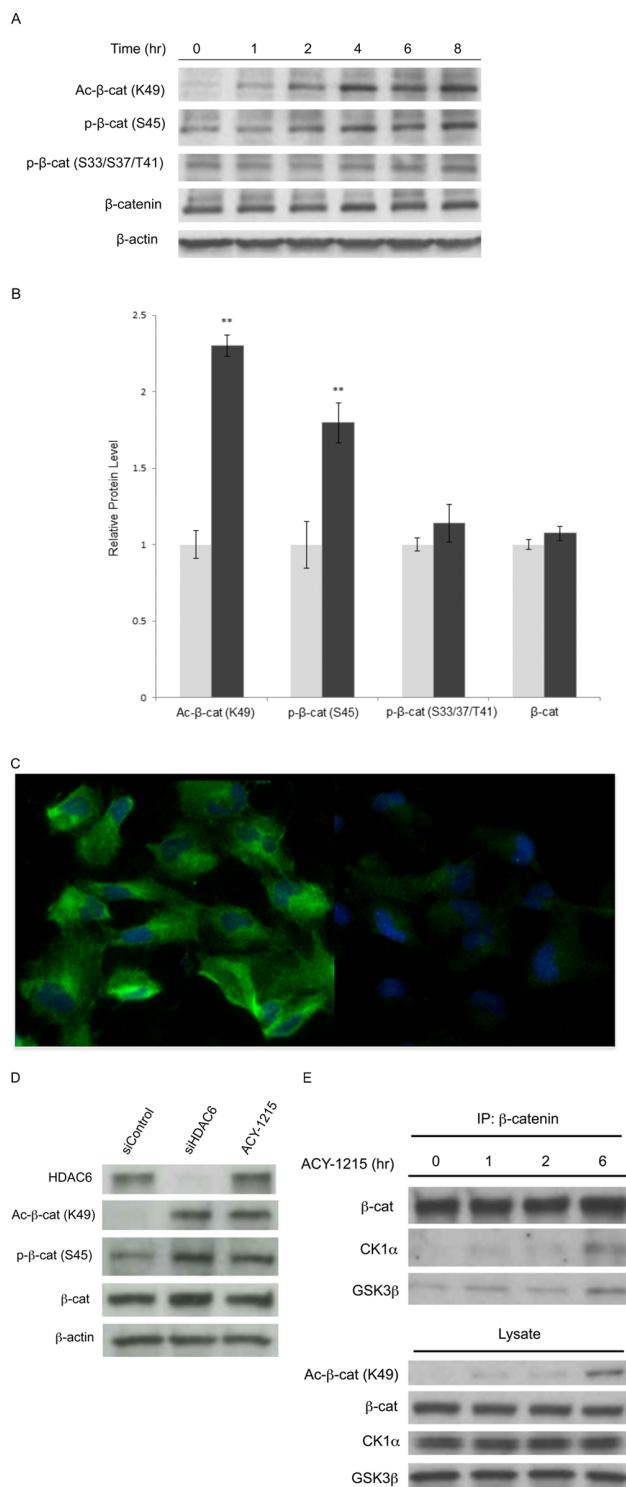 A
Time (hr) 0 1 2 4 6 8
Ac-β-cat (K49)
p-β-cat (S45)
p-β-cat (S33/S37/T41)
β-catenin
β-actin
B
2.5
2
1.5
1
0.5
0
Relative Protein Level
**
**
Ac-β-cat (K49) p-β-cat (S45) p-β-cat (S33/37/T41) β-cat
C
D
siControl siHDAC6 ACY-1215
HDAC6
Ac-β-cat (K49)
p-β-cat (S45)
β-cat
β-actin
E
IP: β-catenin
ACY-1215 (hr) 0 1 2 6
β-cat
CK1α
GSK3β
Lysate
Ac-β-cat (K49)
β-cat
CK1α
GSK3β